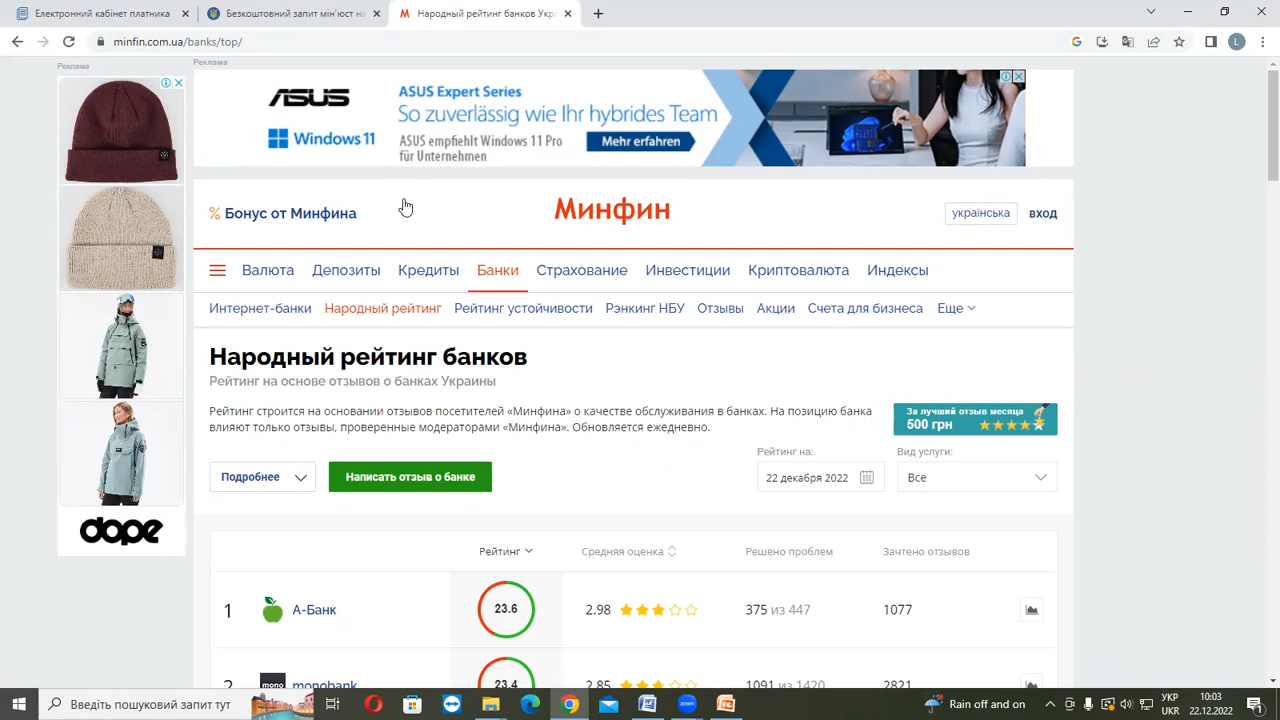 Електронний кабінет платника
Безкоштовний запит мін'юст на
Народный рейтинг банков Укр
minfin.com.ua/banks/top/
L
Реклама
Реклама
ASUS
Windows 11
ASUS Expert Series
So zuverlässig wie Ihr hybrides Team
ASUS empfiehlt Windows 11 Pro
für Unternehmen
Mehr erfahren
% Бонус от Минфина
Минфин
українська
вход
Валюта Депозиты Кредиты Банки Страхование Инвестиции Криптовалюта Индексы
Интернет-банки Народный рейтинг Рейтинг устойчивости Рэнкинг НБУ Отзывы Акции Счета для бизнеса Еще
Народный рейтинг банков
Рейтинг на основе отзывов о банках Украины
Рейтинг строится на основании отзывов посетителей «Минфина» о качестве обслуживания в банках. На позицию банка
влияют только отзывы, проверенные модераторами «Минфина». Обновляется ежедневно.
За лучший отзыв месяца
500 грн
Рейтинг на:
Вид услуги:
Подробнее
Написать отзыв о банке
22 декабря 2022
Все
dope
Рейтинг
Средняя оценка
Решено проблем
Зачтено отзывов
1 А-Банк 23.6 2.98 375 из 447 1077
2 mono monobank 23.4 2.85 1091 из 1420 2821
Введіть пошуковий запит тут
zoom
Rain off and on
УКР
UKR
10:03
22.12.2022